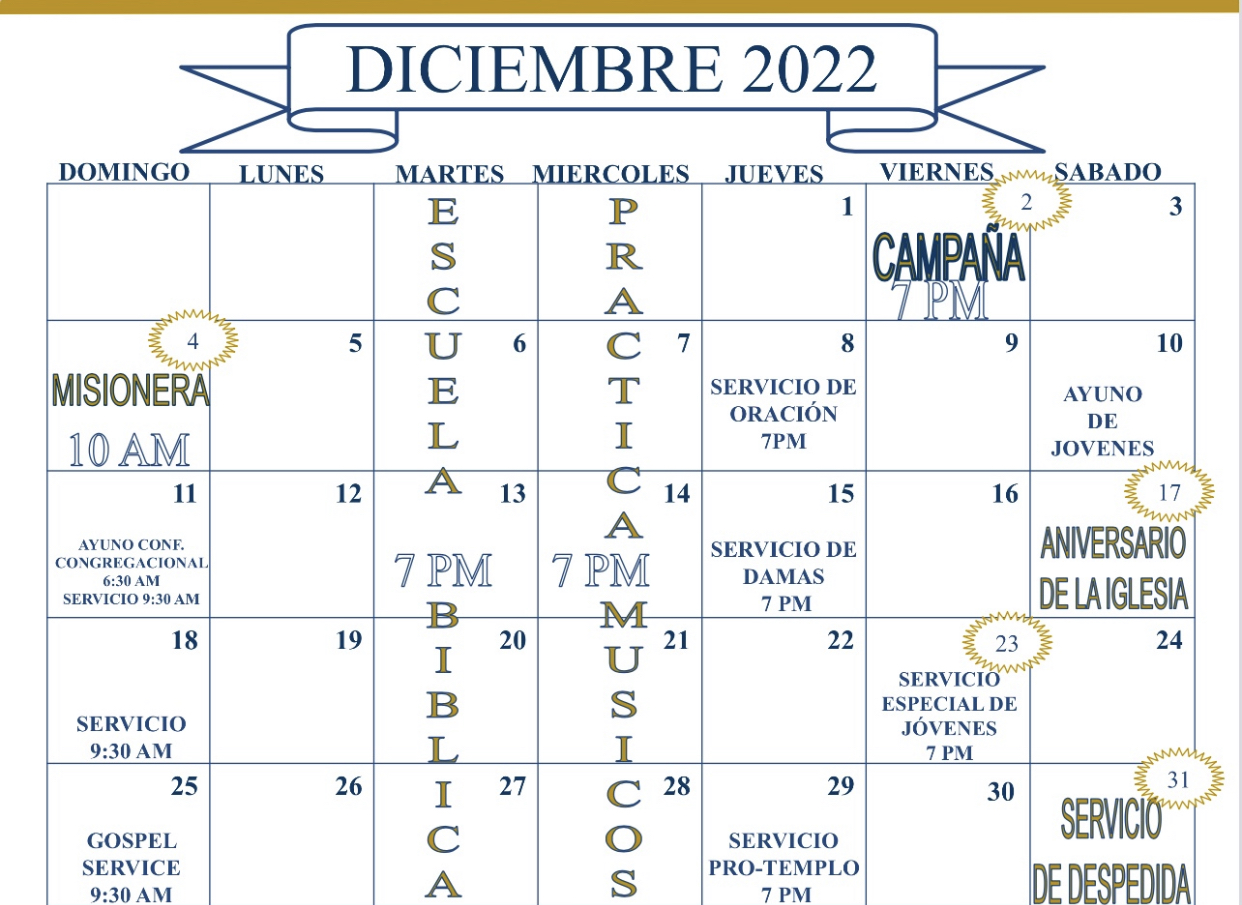 DICIEMBRE 2022
DOMINGO LUNES MARTES MIERCOLES JUEVES VIERNES SABADO
ESCUELA
7 PM
BIBLICA
PRACTICA
7 PM
MUSICOS
1
2
CAMPAÑA
7 PM
3
4
MISIONERA
10 AM
5
6
7
8
SERVICIO DE
ORACIÓN
7PM
9
10
AYUNO
DE
JOVENES
11
AYUNO CONF.
CONGREGACIONAL
6:30 AM
SERVICIO 9:30 AM
12
13
14
15
SERVICIO DE
DAMAS
7 PM
16
17
ANIVERSARIO
DE LA IGLESIA
18
SERVICIO
9:30 AM
19
20
21
22
23
SERVICIO
ESPECIAL DE
JÓVENES
7 PM
24
25
GOSPEL
SERVICE
9:30 AM
26
27
28
29
SERVICIO
PRO-TEMPLO
7 PM
30
31
SERVICIO
DE DESPEDIDA